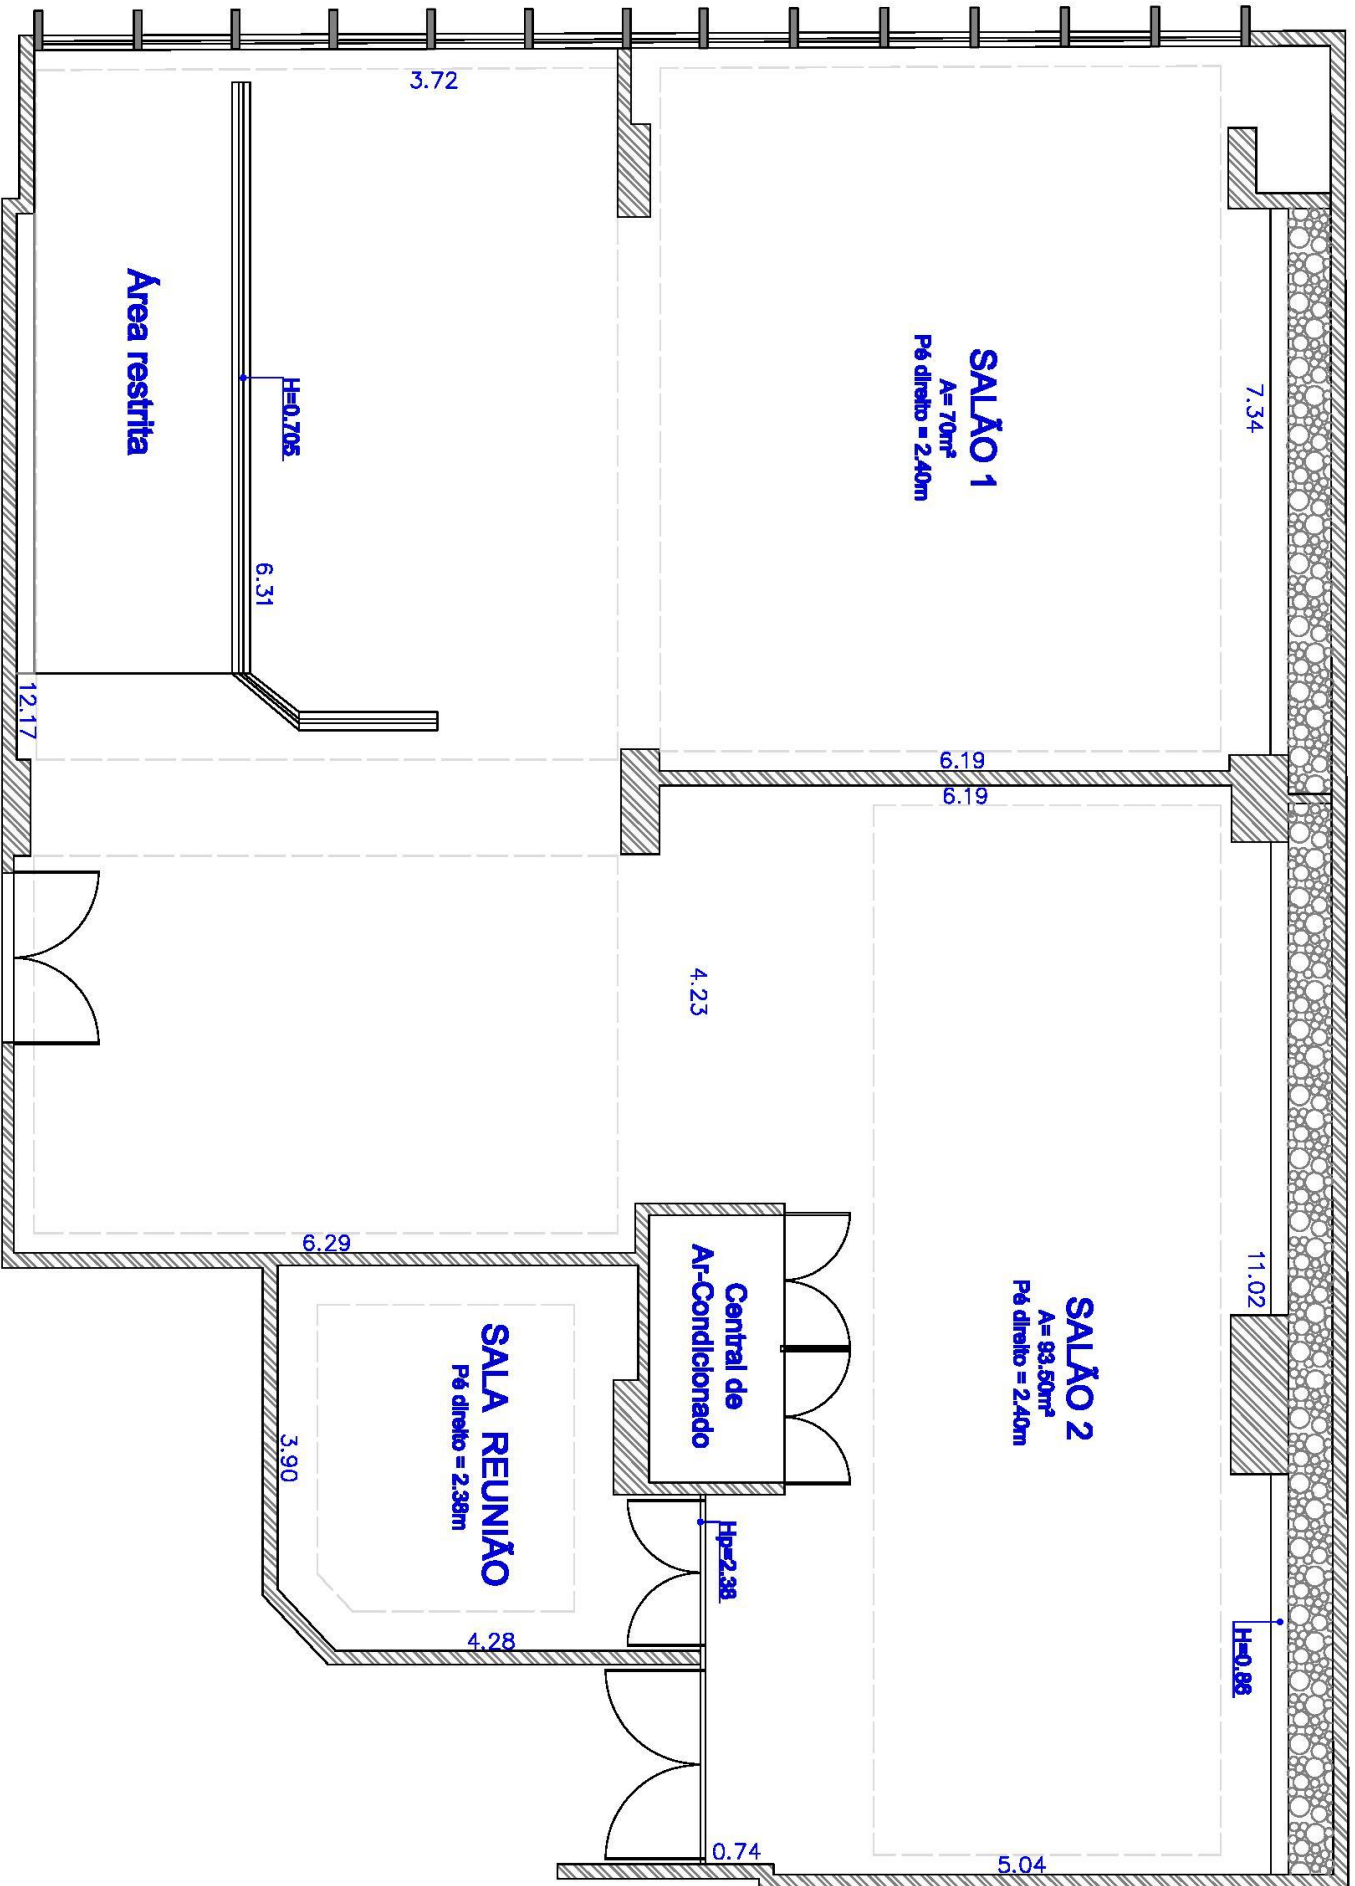 7.34
11.02
SALÃO 1
A= 70m²
Pé direito = 2.40m
6.19
6.19
SALÃO 2
A= 93.50m²
Pé direito = 2.40m
H=0.86
5.04
0.74
4.23
Central de
Ar-Condicionado
Hp=2.38
3.72
H=0.705
6.31
Área restrita
12.17
6.29
SALA REUNIÃO
Pé direito = 2.38m
3.90
4.28